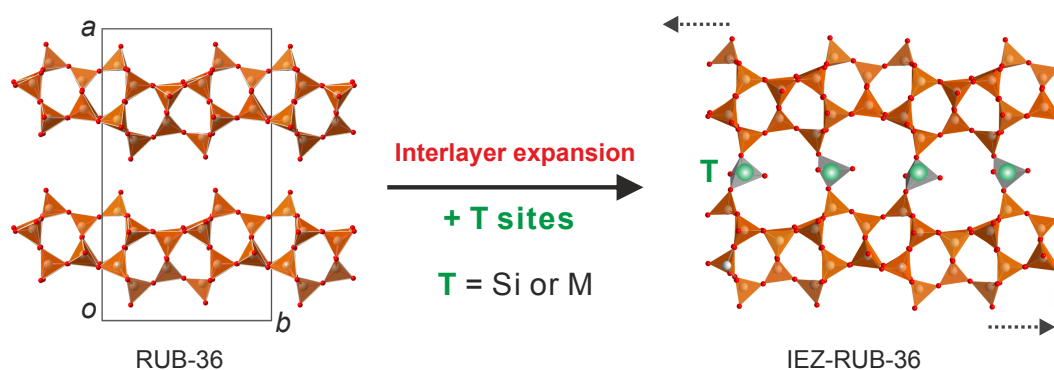 a
o
b
RUB-36
Interlayer expansion
+ T sites
T = Si or M
T
IEZ-RUB-36